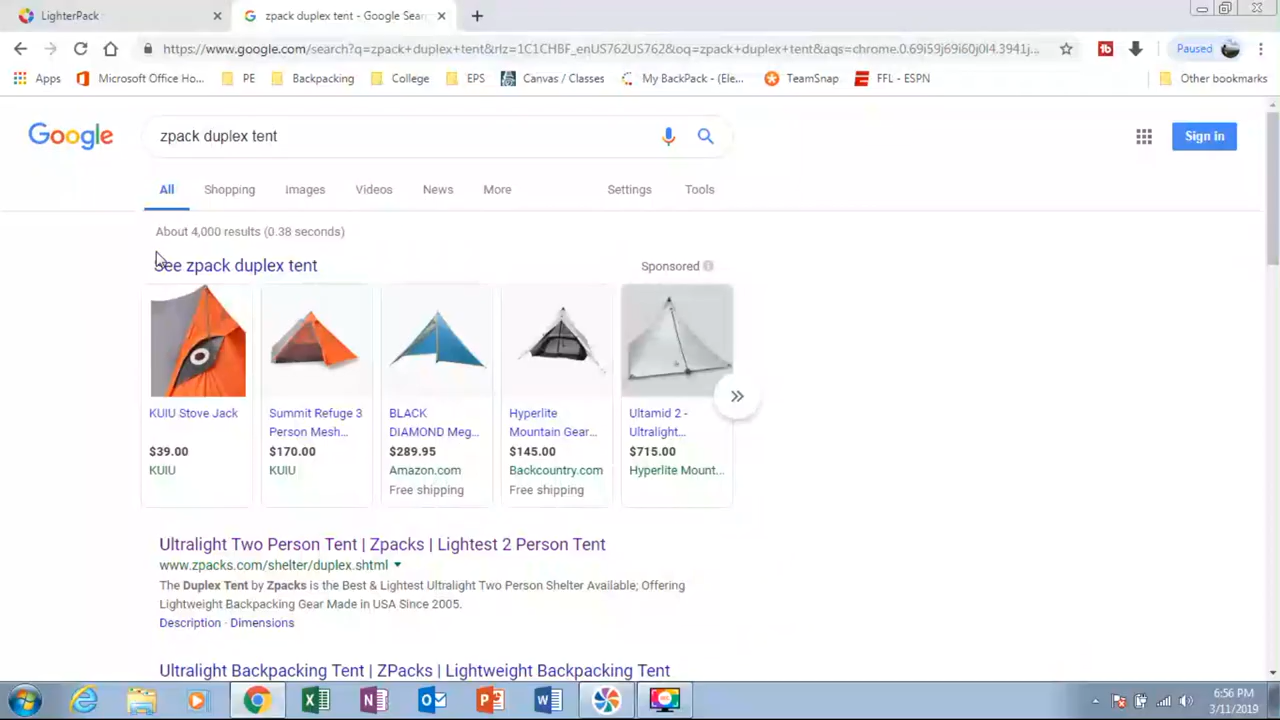 LighterPack
zpack duplex tent - Google Sear
https://www.google.com/search?q=zpack+duplex+tent&rlz=1C1CHBF_enUS762US762&oq=zpack+duplex+tent&aqs=chrome.0.69i59j69i60j0l4.3941j...
Paused
Apps
Microsoft Office Ho...
PE
Backpacking
College
EPS
Canvas / Classes
My BackPack - (Ele...
TeamSnap
FFL - ESPN
Other bookmarks
Google
zpack duplex tent
Sign in
All Shopping Images Videos News More Settings Tools
About 4,000 results (0.38 seconds)
See zpack duplex tent
Sponsored
KUIU Stove Jack
$39.00
KUIU
Summit Refuge 3
Person Mesh...
$170.00
KUIU
BLACK
DIAMOND Meg...
$289.95
Amazon.com
Free shipping
Hyperlite
Mountain Gear...
$145.00
Backcountry.com
Free shipping
Ultamid 2 -
Ultralight...
$715.00
Hyperlite Mount...
Ultralight Two Person Tent | Zpacks | Lightest 2 Person Tent
www.zpacks.com/shelter/duplex.shtml
The Duplex Tent by Zpacks is the Best & Lightest Ultralight Two Person Shelter Available; Offering
Lightweight Backpacking Gear Made in USA Since 2005.
Description · Dimensions
Ultralight Backpacking Tent | ZPacks | Lightweight Backpacking Tent
6:56 PM
3/11/2019